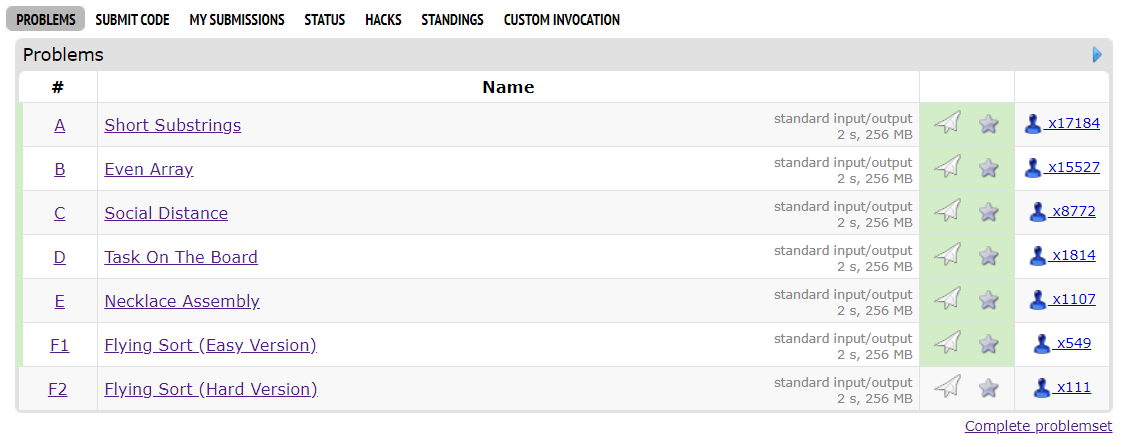 PROBLEMS SUBMIT CODE MY SUBMISSIONS STATUS HACKS STANDINGS CUSTOM INVOCATION
Problems
# Name
A Short Substrings standard input/output
2 s, 256 MB x17184
B Even Array standard input/output
2 s, 256 MB x15527
C Social Distance standard input/output
2 s, 256 MB x8772
D Task On The Board standard input/output
2 s, 256 MB x1814
E Necklace Assembly standard input/output
2 s, 256 MB x1107
F1 Flying Sort (Easy Version) standard input/output
2 s, 256 MB x549
F2 Flying Sort (Hard Version) standard input/output
2 s, 256 MB x111
Complete problemset